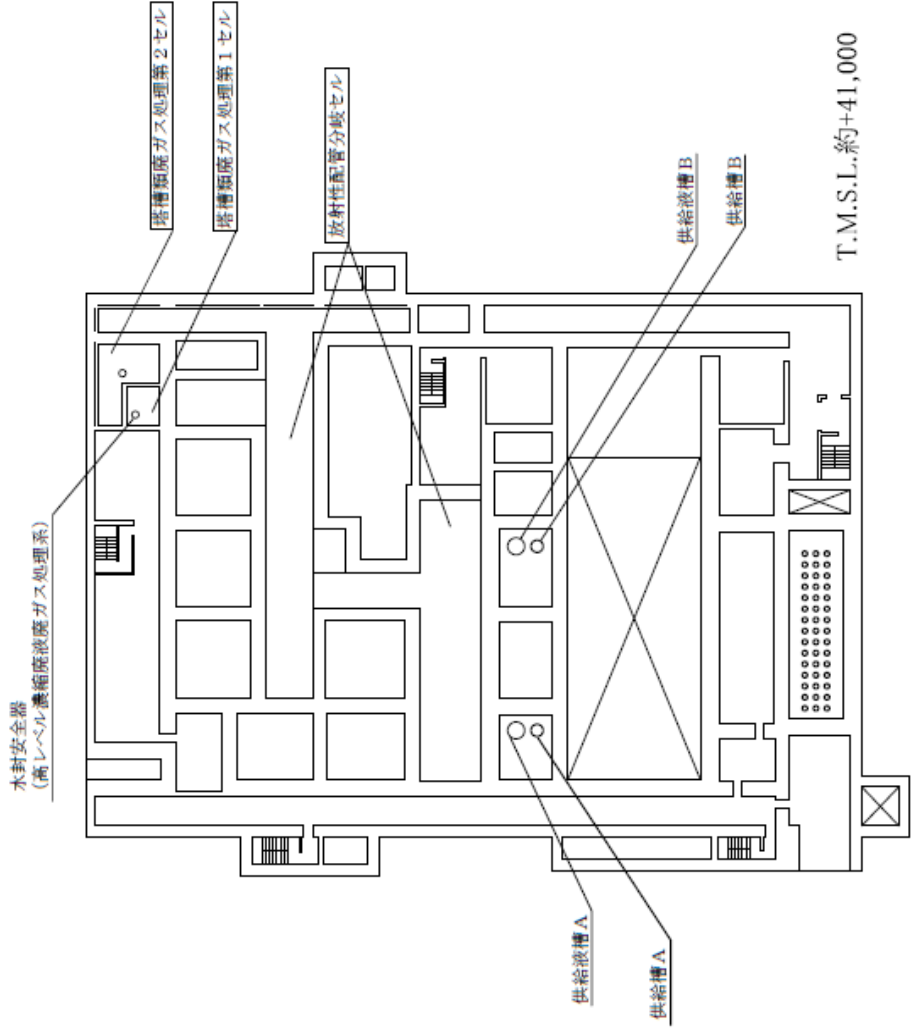 水封安全器
(高レベル濃縮廃液廃ガス処理系)
塔槽類廃ガス処理第2セル
塔槽類廃ガス処理第1セル
放射性配管分岐セル
供給液槽B
供給槽B
供給液槽A
供給槽A
T.M.S.L.約+41,000